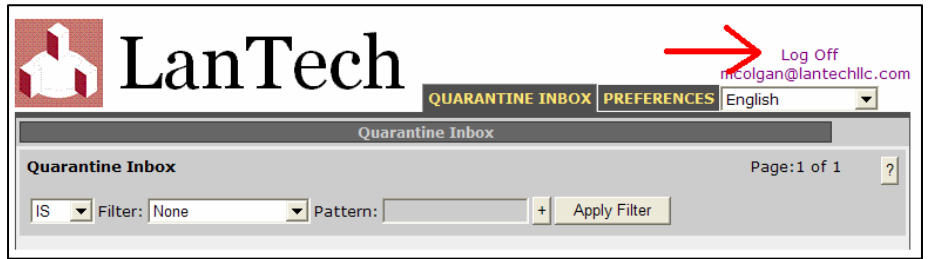 LanTech
Log Off
mcolgan@lantechllc.com
QUARANTINE INBOX PREFERENCES English
Quarantine Inbox
Quarantine Inbox Page:1 of 1 ?
IS Filter: None Pattern: + Apply Filter